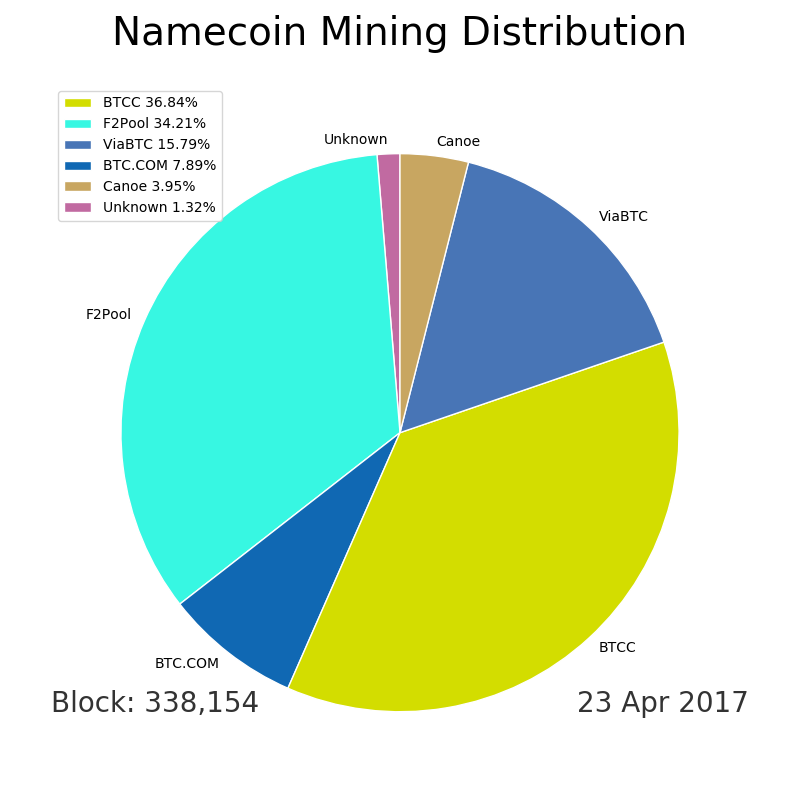 Namecoin Mining Distribution
BTCC 36.84%
F2Pool 34.21%
ViaBTC 15.79%
BTC.COM 7.89%
Canoe 3.95%
Unknown 1.32%
Unknown
Canoe
ViaBTC
F2Pool
BTCC
BTC.COM
Block: 338,154
23 Apr 2017